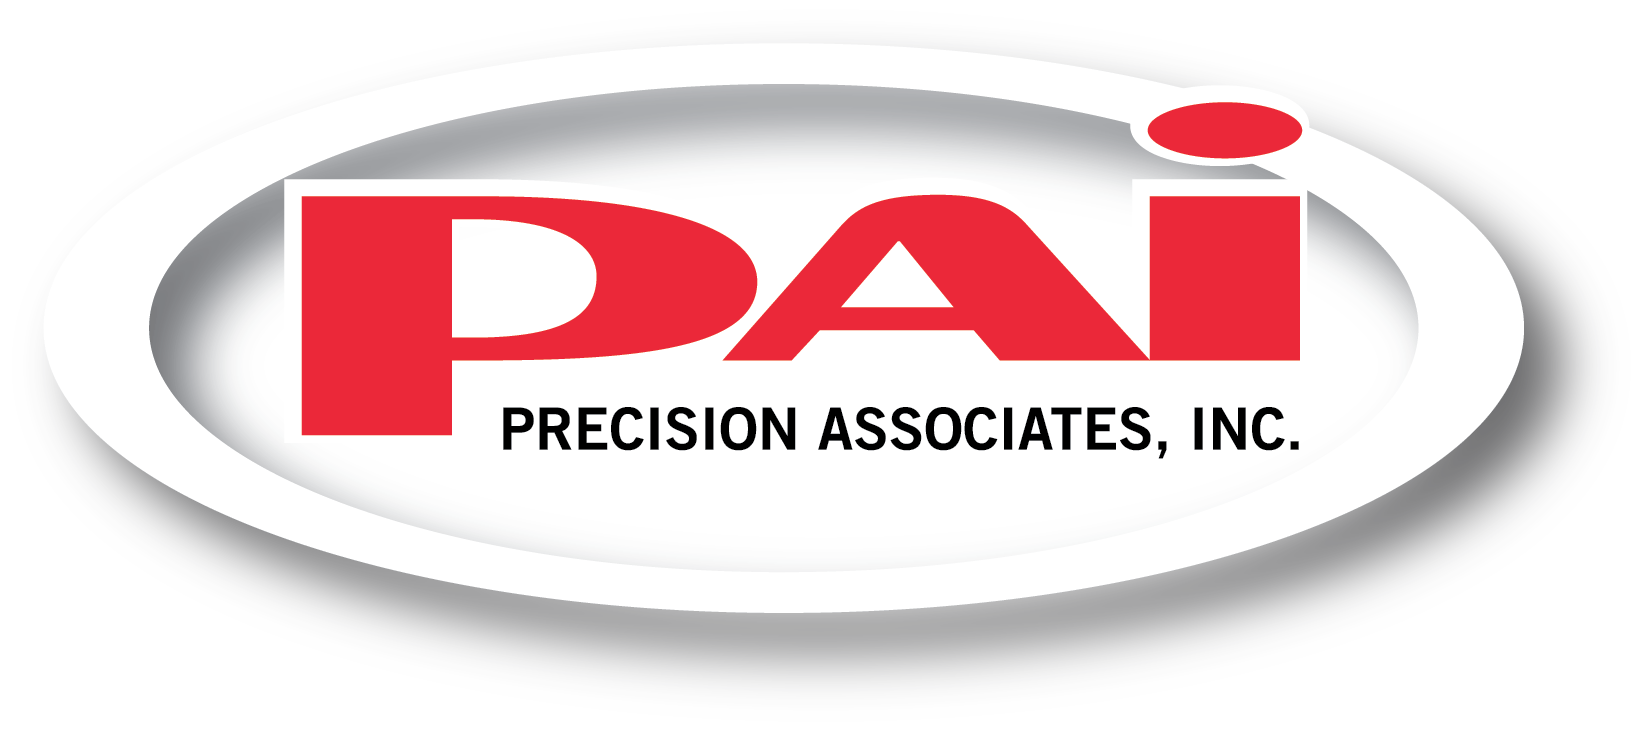 PAi
PRECISION ASSOCIATES, INC.